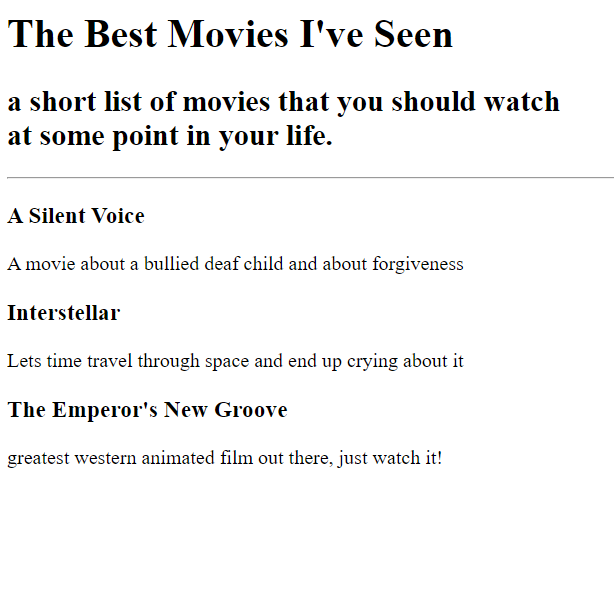 The Best Movies I've Seen
a short list of movies that you should watch
at some point in your life.
A Silent Voice
A movie about a bullied deaf child and about forgiveness
Interstellar
Lets time travel through space and end up crying about it
The Emperor's New Groove
greatest western animated film out there, just watch it!